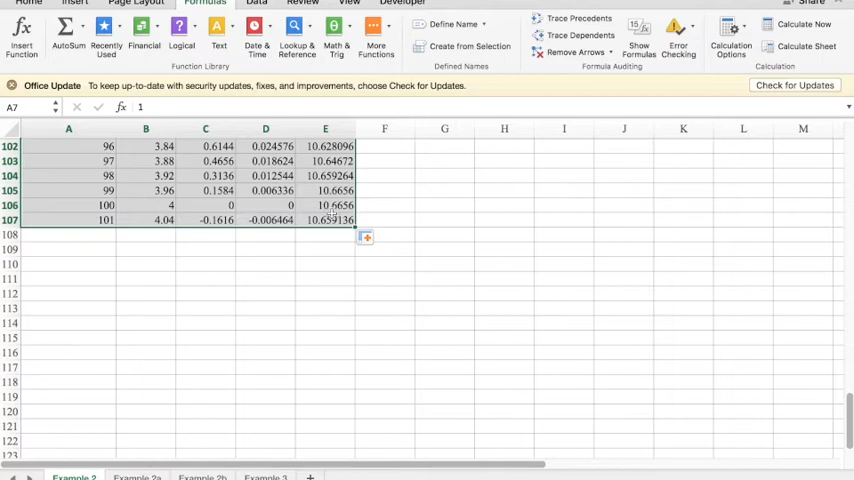 Home Insert Page Layout Formulas Data Review View Developer Share
Insert Function
AutoSum
Recently Used
Financial
Logical
Text
Date & Time
Lookup & Reference
Math & Trig
More Functions
Define Name
Create from Selection
Trace Precedents
Trace Dependents
Remove Arrows
Show Formulas
Error Checking
Calculation Options
Calculate Now
Calculate Sheet
Function Library Defined Names Formula Auditing Calculation
Office Update To keep up-to-date with security updates, fixes, and improvements, choose Check for Updates. Check for Updates
A7 fx 1
A B C D E F G H I J K L M
102 96 3.84 0.6144 0.024576 10.628096
103 97 3.88 0.4656 0.018624 10.64672
104 98 3.92 0.3136 0.012544 10.659264
105 99 3.96 0.1584 0.006336 10.6656
106 100 4 0 0 10.6656
107 101 4.04 -0.1616 -0.006464 10.659136
108
109
110
111
112
113
114
115
116
117
118
119
120
121
122
123
Example 2 Example 2a Example 2b Example 3 +